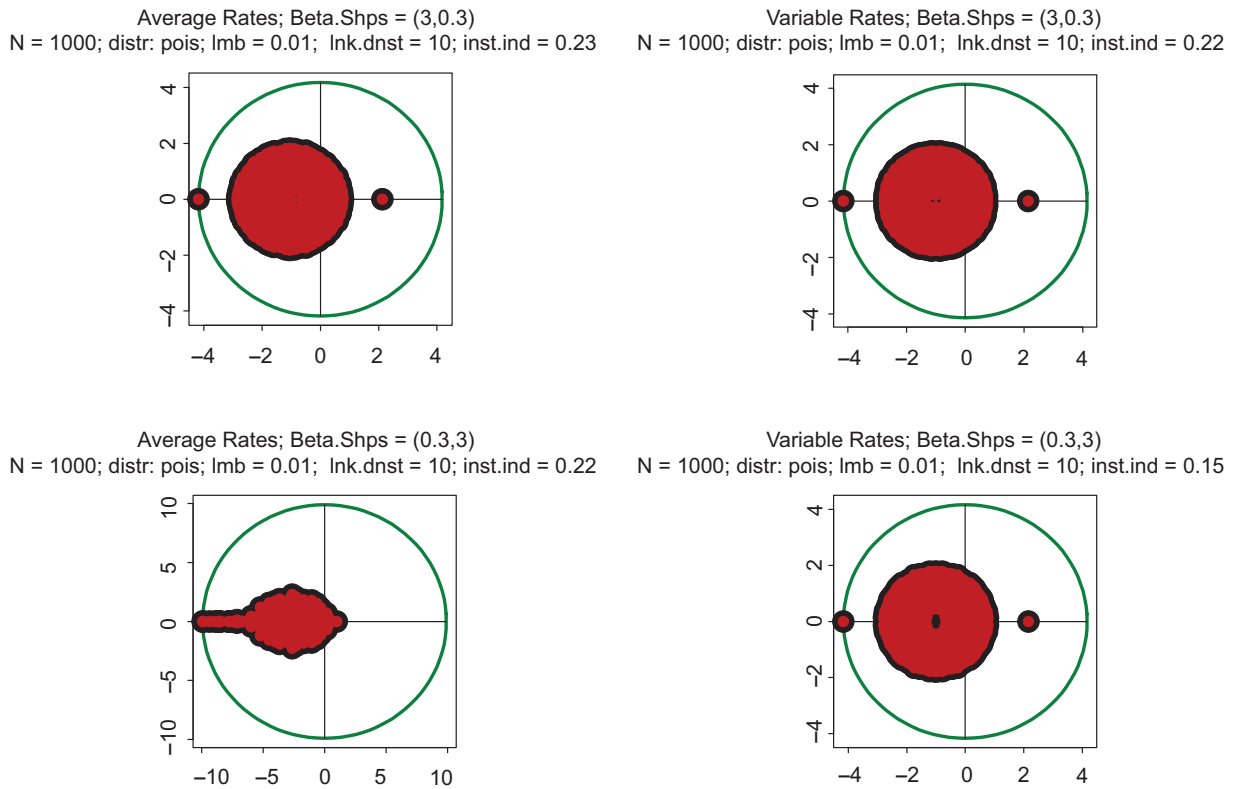 Average Rates; Beta.Shps = (3,0.3)
N = 1000; distr: pois; lmb = 0.01;  lnk.dnst = 10; inst.ind = 0.23
4
2
0
−2
−4
−4 −2 0 2 4
Variable Rates; Beta.Shps = (3,0.3)
N = 1000; distr: pois; lmb = 0.01;  lnk.dnst = 10; inst.ind = 0.22
4
2
0
−2
−4
−4 −2 0 2 4
Average Rates; Beta.Shps = (0.3,3)
N = 1000; distr: pois; lmb = 0.01;  lnk.dnst = 10; inst.ind = 0.22
10
5
0
−5
−10
−10 −5 0 5 10
Variable Rates; Beta.Shps = (0.3,3)
N = 1000; distr: pois; lmb = 0.01;  lnk.dnst = 10; inst.ind = 0.15
4
2
0
−2
−4
−4 −2 0 2 4